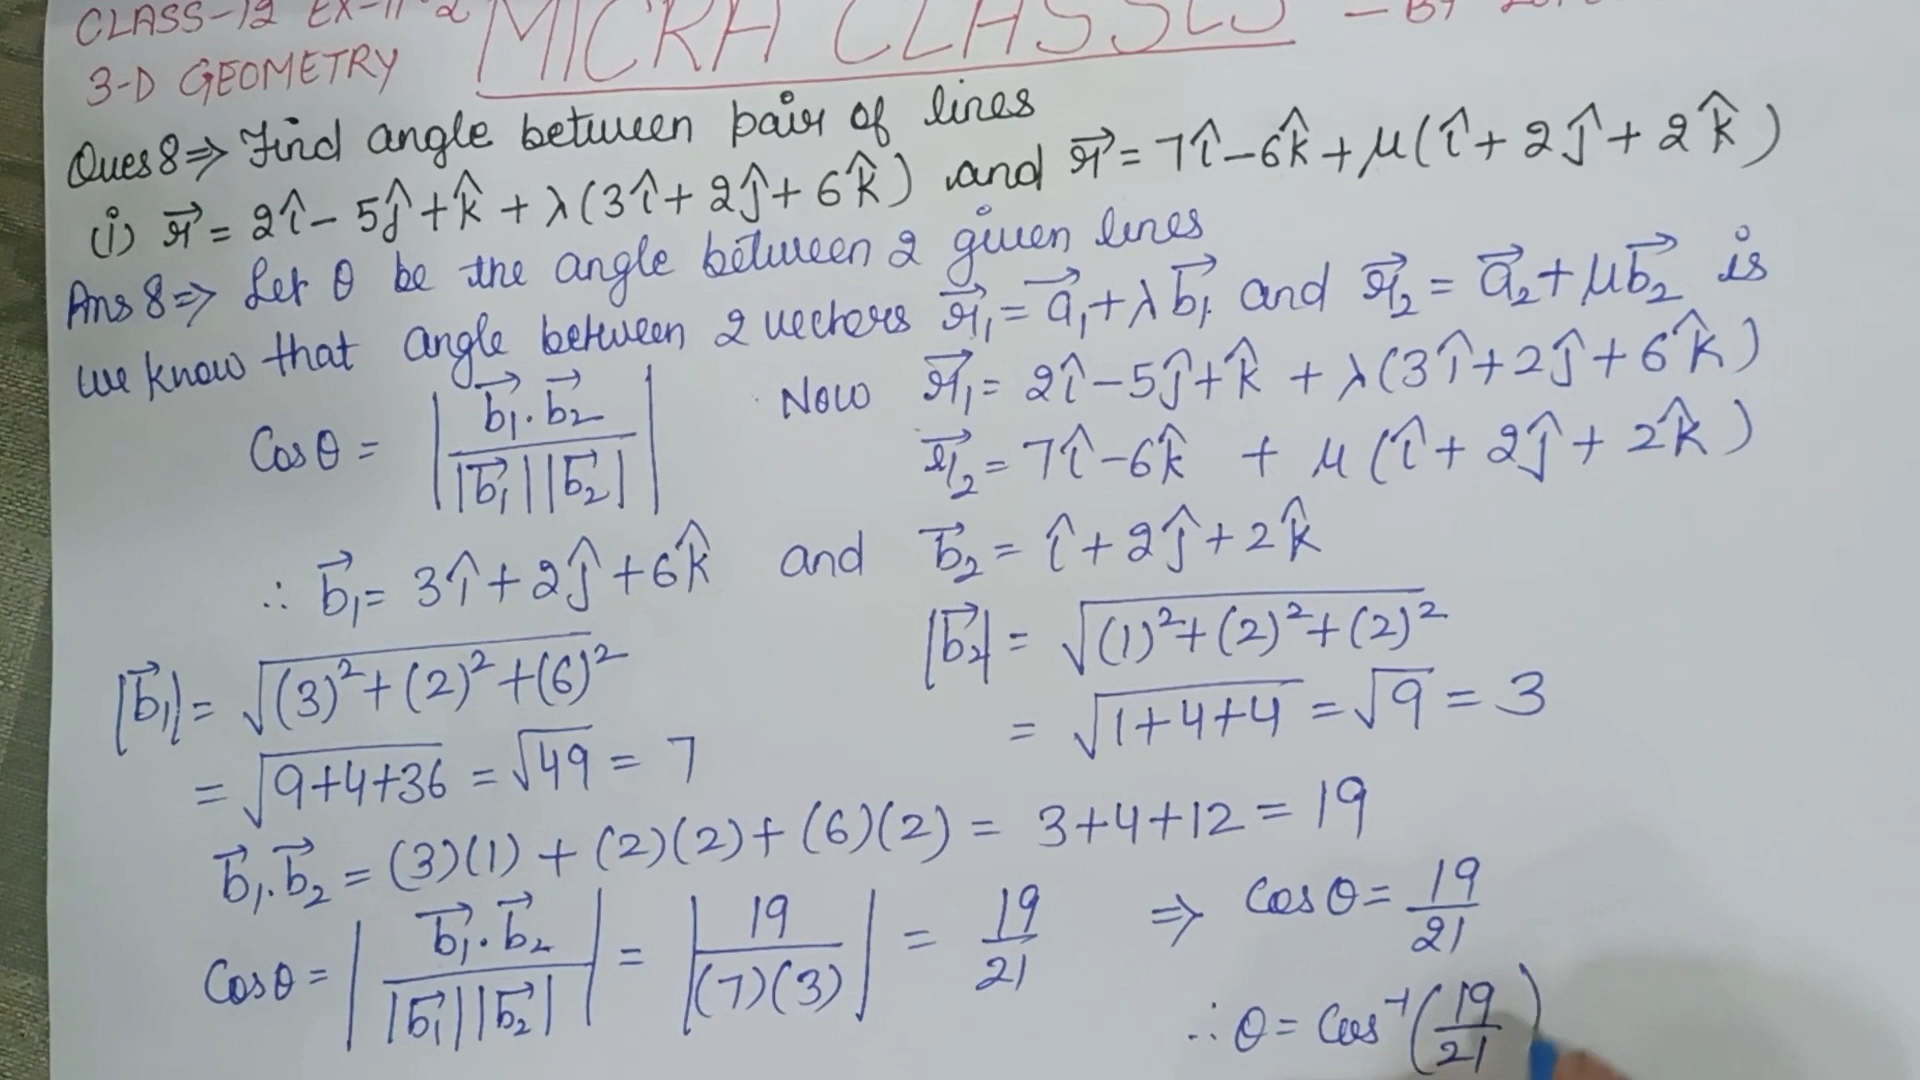 CLASS-12 EX-11.2 MICRA CLASSES - BY
3-D GEOMETRY
Ques 8⇒ Find angle between pair of lines
(i) r⃗ = 2î - 5ĵ + k̂ + λ(3î + 2ĵ + 6k̂) and r⃗ = 7î - 6k̂ + μ(î + 2ĵ + 2k̂)
Ans 8⇒ Let θ be the angle between 2 given lines
we know that angle between 2 vectors r⃗₁ = a⃗₁ + λb⃗₁ and r⃗₂ = a⃗₂ + μb⃗₂ is
Cosθ = | b⃗₁·b⃗₂ / |b⃗₁||b⃗₂| | Now r⃗₁ = 2î - 5ĵ + k̂ + λ(3î + 2ĵ + 6k̂)
r⃗₂ = 7î - 6k̂ + μ(î + 2ĵ + 2k̂)
∴ b⃗₁ = 3î + 2ĵ + 6k̂ and b⃗₂ = î + 2ĵ + 2k̂
|b⃗₁| = √((3)² + (2)² + (6)²) |b⃗₂| = √((1)² + (2)² + (2)²)
= √(9+4+36) = √49 = 7 = √(1+4+4) = √9 = 3
b⃗₁·b⃗₂ = (3)(1) + (2)(2) + (6)(2) = 3+4+12 = 19
Cosθ = | b⃗₁·b⃗₂ / |b⃗₁||b⃗₂| | = | 19 / (7)(3) | = 19/21 ⇒ Cosθ = 19/21
∴ θ = Cos⁻¹(19/21)